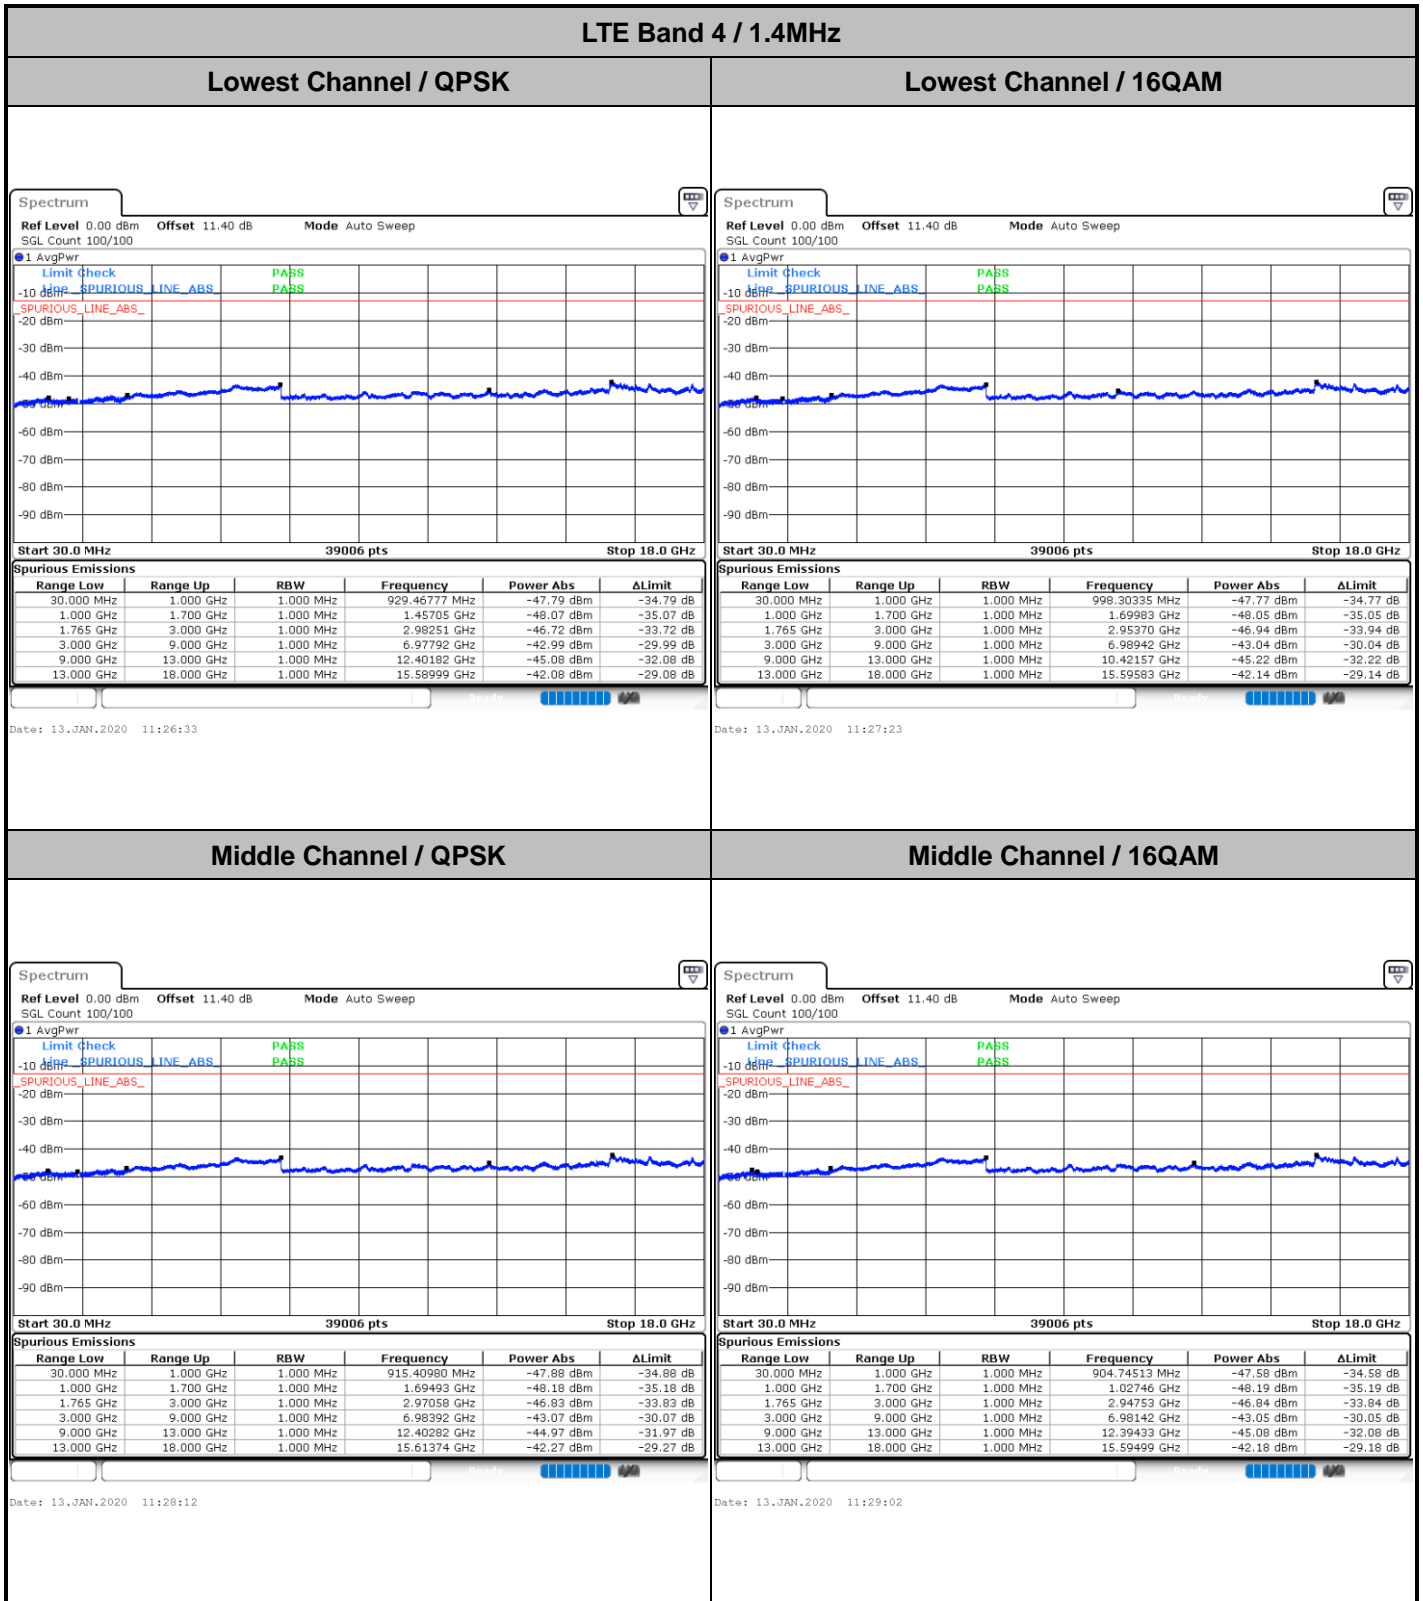 LTE Band 4 / 1.4MHz
Lowest Channel / QPSK
Lowest Channel / 16QAM
Spectrum
Ref Level 0.00 dBm Offset 11.40 dB Mode Auto Sweep
SGL Count 100/100
1 AvgPwr
Limit Check PASS
Line _SPURIOUS_LINE_ABS_ PASS
-10 dBm
_SPURIOUS_LINE_ABS_
-20 dBm
-30 dBm
-40 dBm
-50 dBm
-60 dBm
-70 dBm
-80 dBm
-90 dBm
Start 30.0 MHz 39006 pts Stop 18.0 GHz
Spurious Emissions
Range Low Range Up RBW Frequency Power Abs ΔLimit
30.000 MHz 1.000 GHz 1.000 MHz 929.46777 MHz -47.79 dBm -34.79 dB
1.000 GHz 1.700 GHz 1.000 MHz 1.45705 GHz -48.07 dBm -35.07 dB
1.765 GHz 3.000 GHz 1.000 MHz 2.98251 GHz -46.72 dBm -33.72 dB
3.000 GHz 9.000 GHz 1.000 MHz 6.97792 GHz -42.99 dBm -29.99 dB
9.000 GHz 13.000 GHz 1.000 MHz 12.40182 GHz -45.08 dBm -32.08 dB
13.000 GHz 18.000 GHz 1.000 MHz 15.58999 GHz -42.08 dBm -29.08 dB
Ready
Date: 13.JAN.2020 11:26:33
Spectrum
Ref Level 0.00 dBm Offset 11.40 dB Mode Auto Sweep
SGL Count 100/100
1 AvgPwr
Limit Check PASS
Line _SPURIOUS_LINE_ABS_ PASS
-10 dBm
_SPURIOUS_LINE_ABS_
-20 dBm
-30 dBm
-40 dBm
-50 dBm
-60 dBm
-70 dBm
-80 dBm
-90 dBm
Start 30.0 MHz 39006 pts Stop 18.0 GHz
Spurious Emissions
Range Low Range Up RBW Frequency Power Abs ΔLimit
30.000 MHz 1.000 GHz 1.000 MHz 998.30335 MHz -47.77 dBm -34.77 dB
1.000 GHz 1.700 GHz 1.000 MHz 1.69983 GHz -48.05 dBm -35.05 dB
1.765 GHz 3.000 GHz 1.000 MHz 2.95370 GHz -46.94 dBm -33.94 dB
3.000 GHz 9.000 GHz 1.000 MHz 6.98942 GHz -43.04 dBm -30.04 dB
9.000 GHz 13.000 GHz 1.000 MHz 10.42157 GHz -45.22 dBm -32.22 dB
13.000 GHz 18.000 GHz 1.000 MHz 15.59583 GHz -42.14 dBm -29.14 dB
Ready
Date: 13.JAN.2020 11:27:23
Middle Channel / QPSK
Middle Channel / 16QAM
Spectrum
Ref Level 0.00 dBm Offset 11.40 dB Mode Auto Sweep
SGL Count 100/100
1 AvgPwr
Limit Check PASS
Line _SPURIOUS_LINE_ABS_ PASS
-10 dBm
_SPURIOUS_LINE_ABS_
-20 dBm
-30 dBm
-40 dBm
-50 dBm
-60 dBm
-70 dBm
-80 dBm
-90 dBm
Start 30.0 MHz 39006 pts Stop 18.0 GHz
Spurious Emissions
Range Low Range Up RBW Frequency Power Abs ΔLimit
30.000 MHz 1.000 GHz 1.000 MHz 915.40980 MHz -47.88 dBm -34.88 dB
1.000 GHz 1.700 GHz 1.000 MHz 1.69493 GHz -48.18 dBm -35.18 dB
1.765 GHz 3.000 GHz 1.000 MHz 2.97058 GHz -46.83 dBm -33.83 dB
3.000 GHz 9.000 GHz 1.000 MHz 6.98392 GHz -43.07 dBm -30.07 dB
9.000 GHz 13.000 GHz 1.000 MHz 12.40282 GHz -44.97 dBm -31.97 dB
13.000 GHz 18.000 GHz 1.000 MHz 15.61374 GHz -42.27 dBm -29.27 dB
Ready
Date: 13.JAN.2020 11:28:12
Spectrum
Ref Level 0.00 dBm Offset 11.40 dB Mode Auto Sweep
SGL Count 100/100
1 AvgPwr
Limit Check PASS
Line _SPURIOUS_LINE_ABS_ PASS
-10 dBm
_SPURIOUS_LINE_ABS_
-20 dBm
-30 dBm
-40 dBm
-50 dBm
-60 dBm
-70 dBm
-80 dBm
-90 dBm
Start 30.0 MHz 39006 pts Stop 18.0 GHz
Spurious Emissions
Range Low Range Up RBW Frequency Power Abs ΔLimit
30.000 MHz 1.000 GHz 1.000 MHz 904.74513 MHz -47.58 dBm -34.58 dB
1.000 GHz 1.700 GHz 1.000 MHz 1.02746 GHz -48.19 dBm -35.19 dB
1.765 GHz 3.000 GHz 1.000 MHz 2.94753 GHz -46.84 dBm -33.84 dB
3.000 GHz 9.000 GHz 1.000 MHz 6.98142 GHz -43.05 dBm -30.05 dB
9.000 GHz 13.000 GHz 1.000 MHz 12.39433 GHz -45.08 dBm -32.08 dB
13.000 GHz 18.000 GHz 1.000 MHz 15.59499 GHz -42.18 dBm -29.18 dB
Ready
Date: 13.JAN.2020 11:29:02